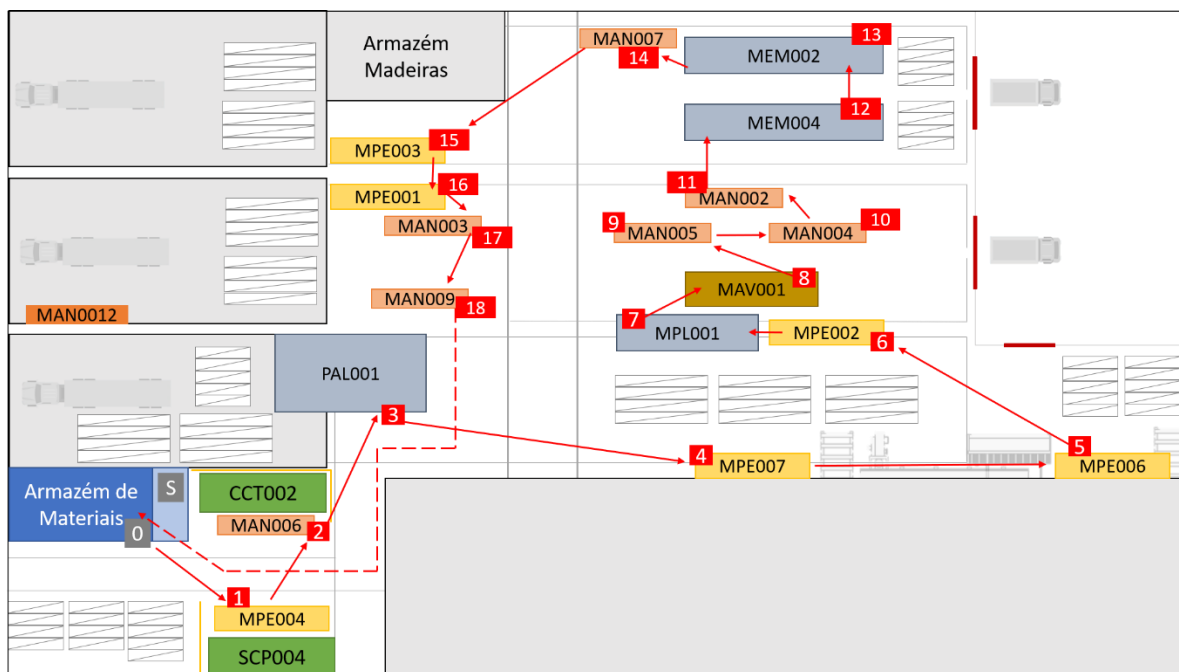 Armazém
Madeiras
MAN007
14
13
MEM002
12
MEM004
15
MPE003
16
MPE001
MAN003
17
11
MAN002
9
MAN005
10
MAN004
MAN009
18
8
MAV001
MAN0012
7
MPL001
MPE002
6
PAL001
3
4
MPE007
5
MPE006
Armazém de
Materiais
S
0
CCT002
MAN006
2
1
MPE004
SCP004